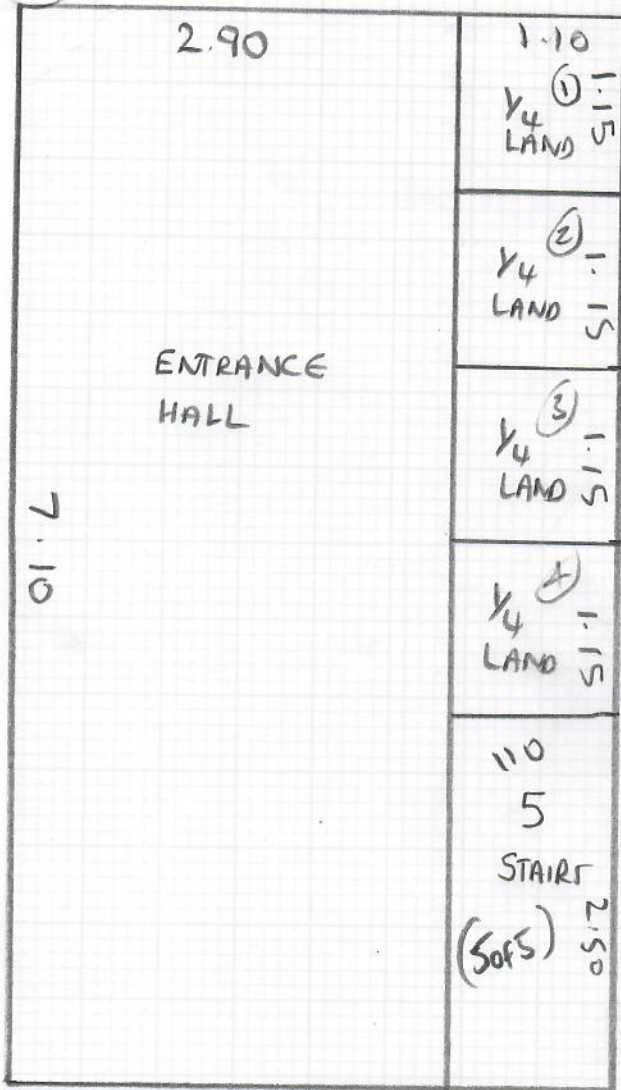 2.90
ENTRANCE
HALL
7.10
1.10
1
1.15
1/4
LAND
2
1.15
1/4
LAND
3
1.15
1/4
LAND
4
1.15
1/4
LAND
110
5
STAIRS
2.50
(5of5)